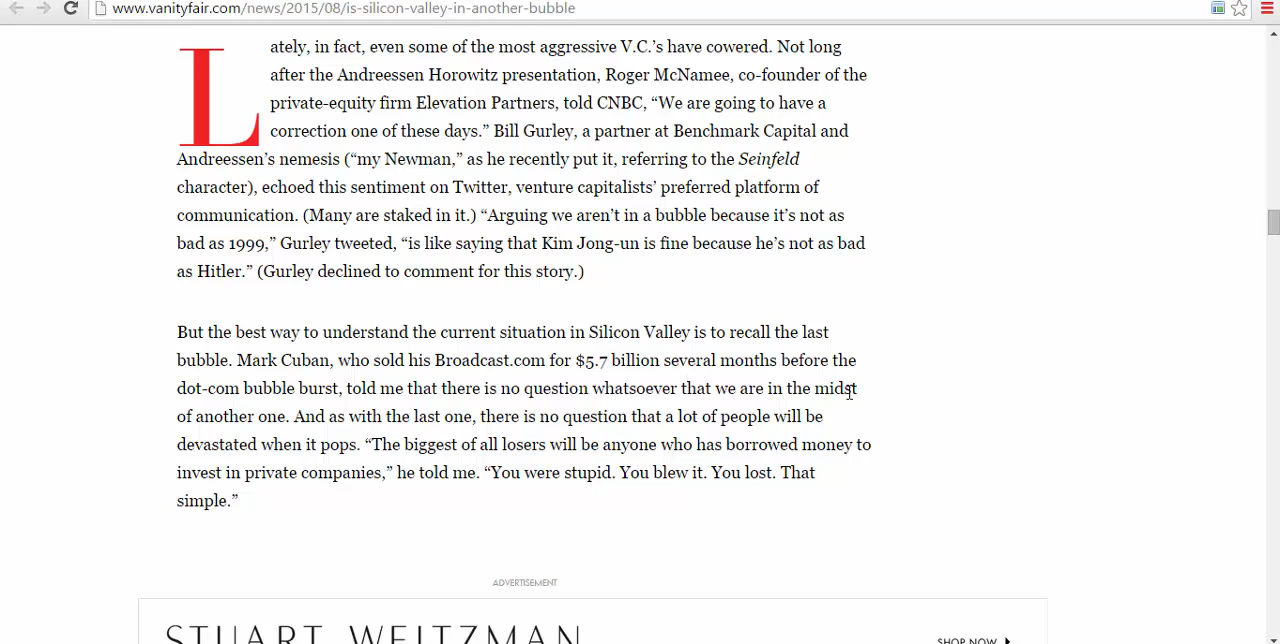 www.vanityfair.com/news/2015/08/is-silicon-valley-in-another-bubble
Lately, in fact, even some of the most aggressive V.C.’s have cowered. Not long
after the Andreessen Horowitz presentation, Roger McNamee, co-founder of the
private-equity firm Elevation Partners, told CNBC, “We are going to have a
correction one of these days.” Bill Gurley, a partner at Benchmark Capital and
Andreessen’s nemesis (“my Newman,” as he recently put it, referring to the Seinfeld
character), echoed this sentiment on Twitter, venture capitalists’ preferred platform of
communication. (Many are staked in it.) “Arguing we aren’t in a bubble because it’s not as
bad as 1999,” Gurley tweeted, “is like saying that Kim Jong-un is fine because he’s not as bad
as Hitler.” (Gurley declined to comment for this story.)
But the best way to understand the current situation in Silicon Valley is to recall the last
bubble. Mark Cuban, who sold his Broadcast.com for $5.7 billion several months before the
dot-com bubble burst, told me that there is no question whatsoever that we are in the midst
of another one. And as with the last one, there is no question that a lot of people will be
devastated when it pops. “The biggest of all losers will be anyone who has borrowed money to
invest in private companies,” he told me. “You were stupid. You blew it. You lost. That
simple.”
ADVERTISEMENT
STUART WEITZMAN
SHOP NOW